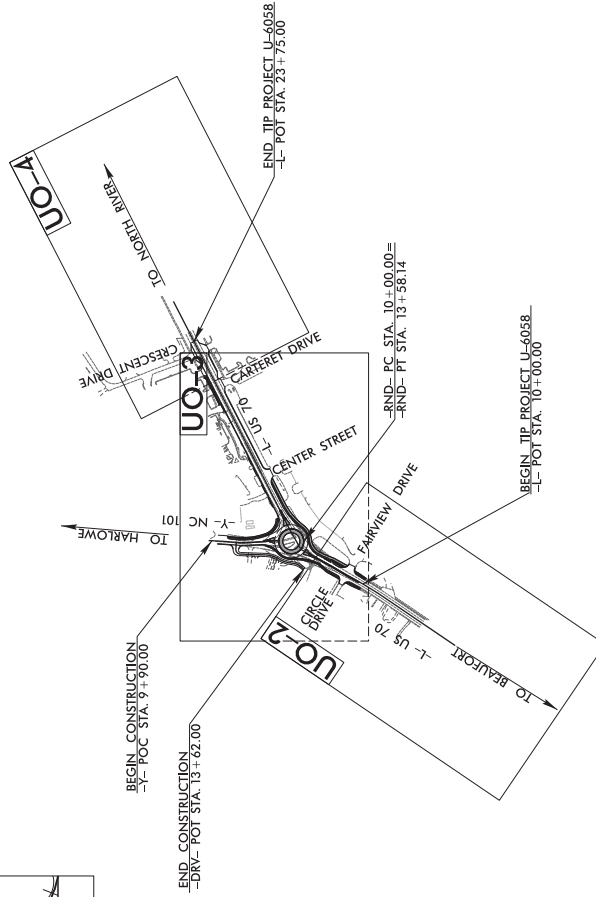 UO-4
TO NORTH RIVER
END TIP PROJECT U-6058
-L- POT STA. 23+75.00
CRESCENT DRIVE
UO-3
CARTERET DRIVE
-L- US 70
CENTER STREET
-RND- PC STA. 10+00.00=
-RND- PT STA. 13+58.14
TO HARLOWE
-Y- NC 101
FAIRVIEW DRIVE
BEGIN TIP PROJECT U-6058
-L- POT STA. 10+00.00
BEGIN CONSTRUCTION
-Y- POC STA. 9+90.00
CIRCLE
DRIVE
UO-2
-L- US 70
TO BEAUFORT
END CONSTRUCTION
-DRV- POT STA. 13+62.00